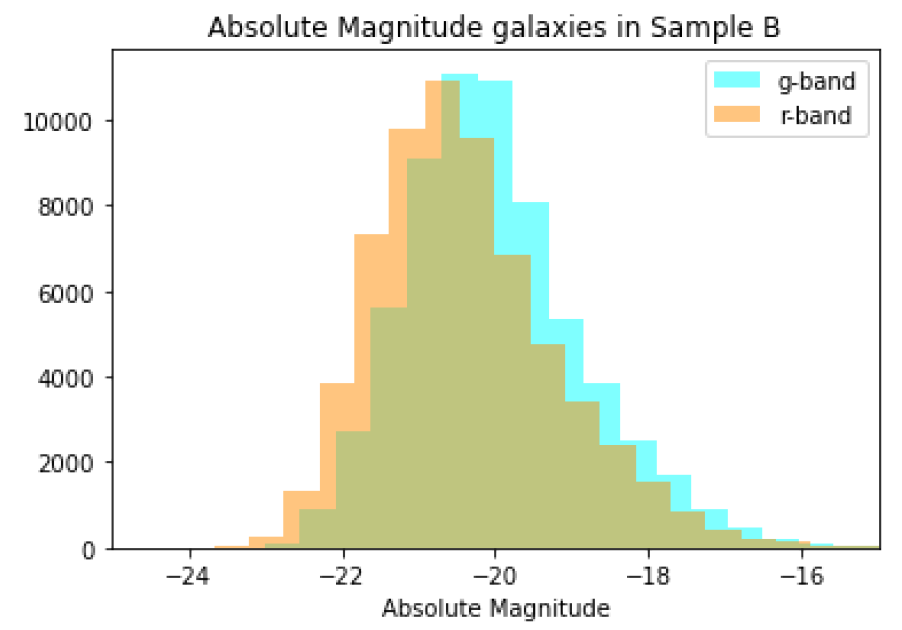 Absolute Magnitude galaxies in Sample B
g-band
r-band
10000
8000
6000
4000
2000
0
−24
−22
−20
−18
−16
Absolute Magnitude